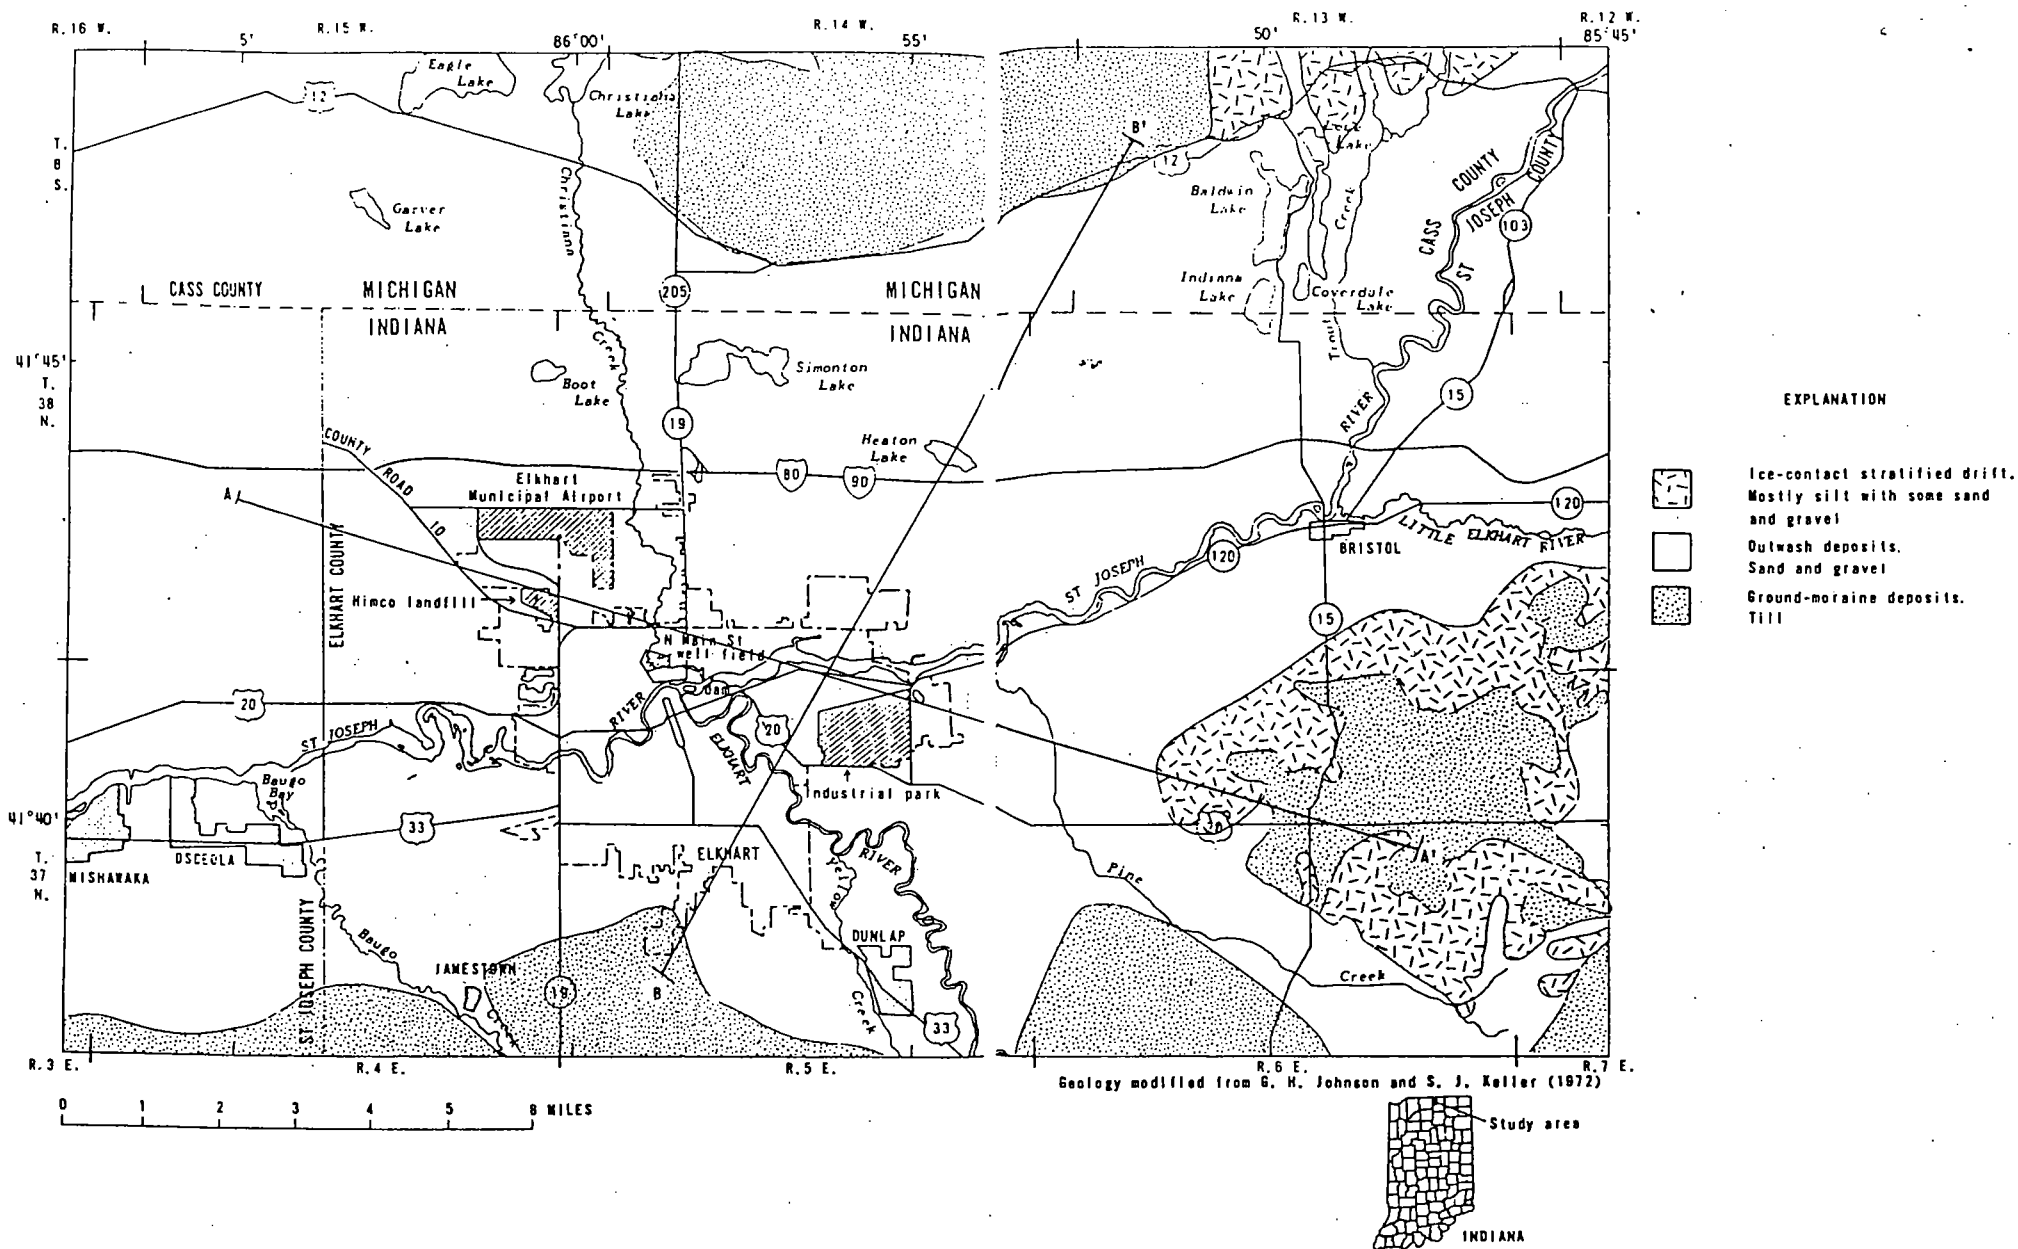 R.16 W.
5'
R.15 W.
86°00'
R.14 W.
55'
50'
R.13 W.
R.12 W.
85°45'
Eagle
Lake
12
Christiana
Lake
T.
8
S.
B'
12
Lake
Baldwin
Lake
Creek
CASS COUNTY
ST JOSEPH COUNTY
103
Garver
Lake
Christiann
Creek
CASS COUNTY
MICHIGAN
INDIANA
205
MICHIGAN
INDIANA
Indiana
Lake
Coverdale
Lake
Trout
41°45'
T.
38
N.
Boot
Lake
Simonton
Lake
19
15
RIVER
EXPLANATION
COUNTY
ROAD
10
Heaton
Lake
80
90
A
Elkhart
Municipal Airport
Ice-contact stratified drift.
Mostly silt with some sand
and gravel
120
LITTLE ELKHART RIVER
BRISTOL
120
ST JOSEPH
Outwash deposits.
Sand and gravel
ELKHART COUNTY
Himco landfill
Ground-moraine deposits.
Till
15
N Main St
well field
Dam
20
ST JOSEPH
RIVER
ELKHART
20
Baugo
Bay
Industrial park
41°40'
33
OSCEOLA
MISHAWAKA
T.
37
N.
ELKHART
RIVER
Yellow
Creek
Pine
Creek
A'
ST JOSEPH COUNTY
Baugo
JAMESTOWN
Creek
DUNLAP
19
B
33
R.3 E.
R.4 E.
R.5 E.
R.6 E.
R.7 E.
Geology modified from G. H. Johnson and S. J. Keller (1972)
0 1 2 3 4 5 8 MILES
Study area
INDIANA